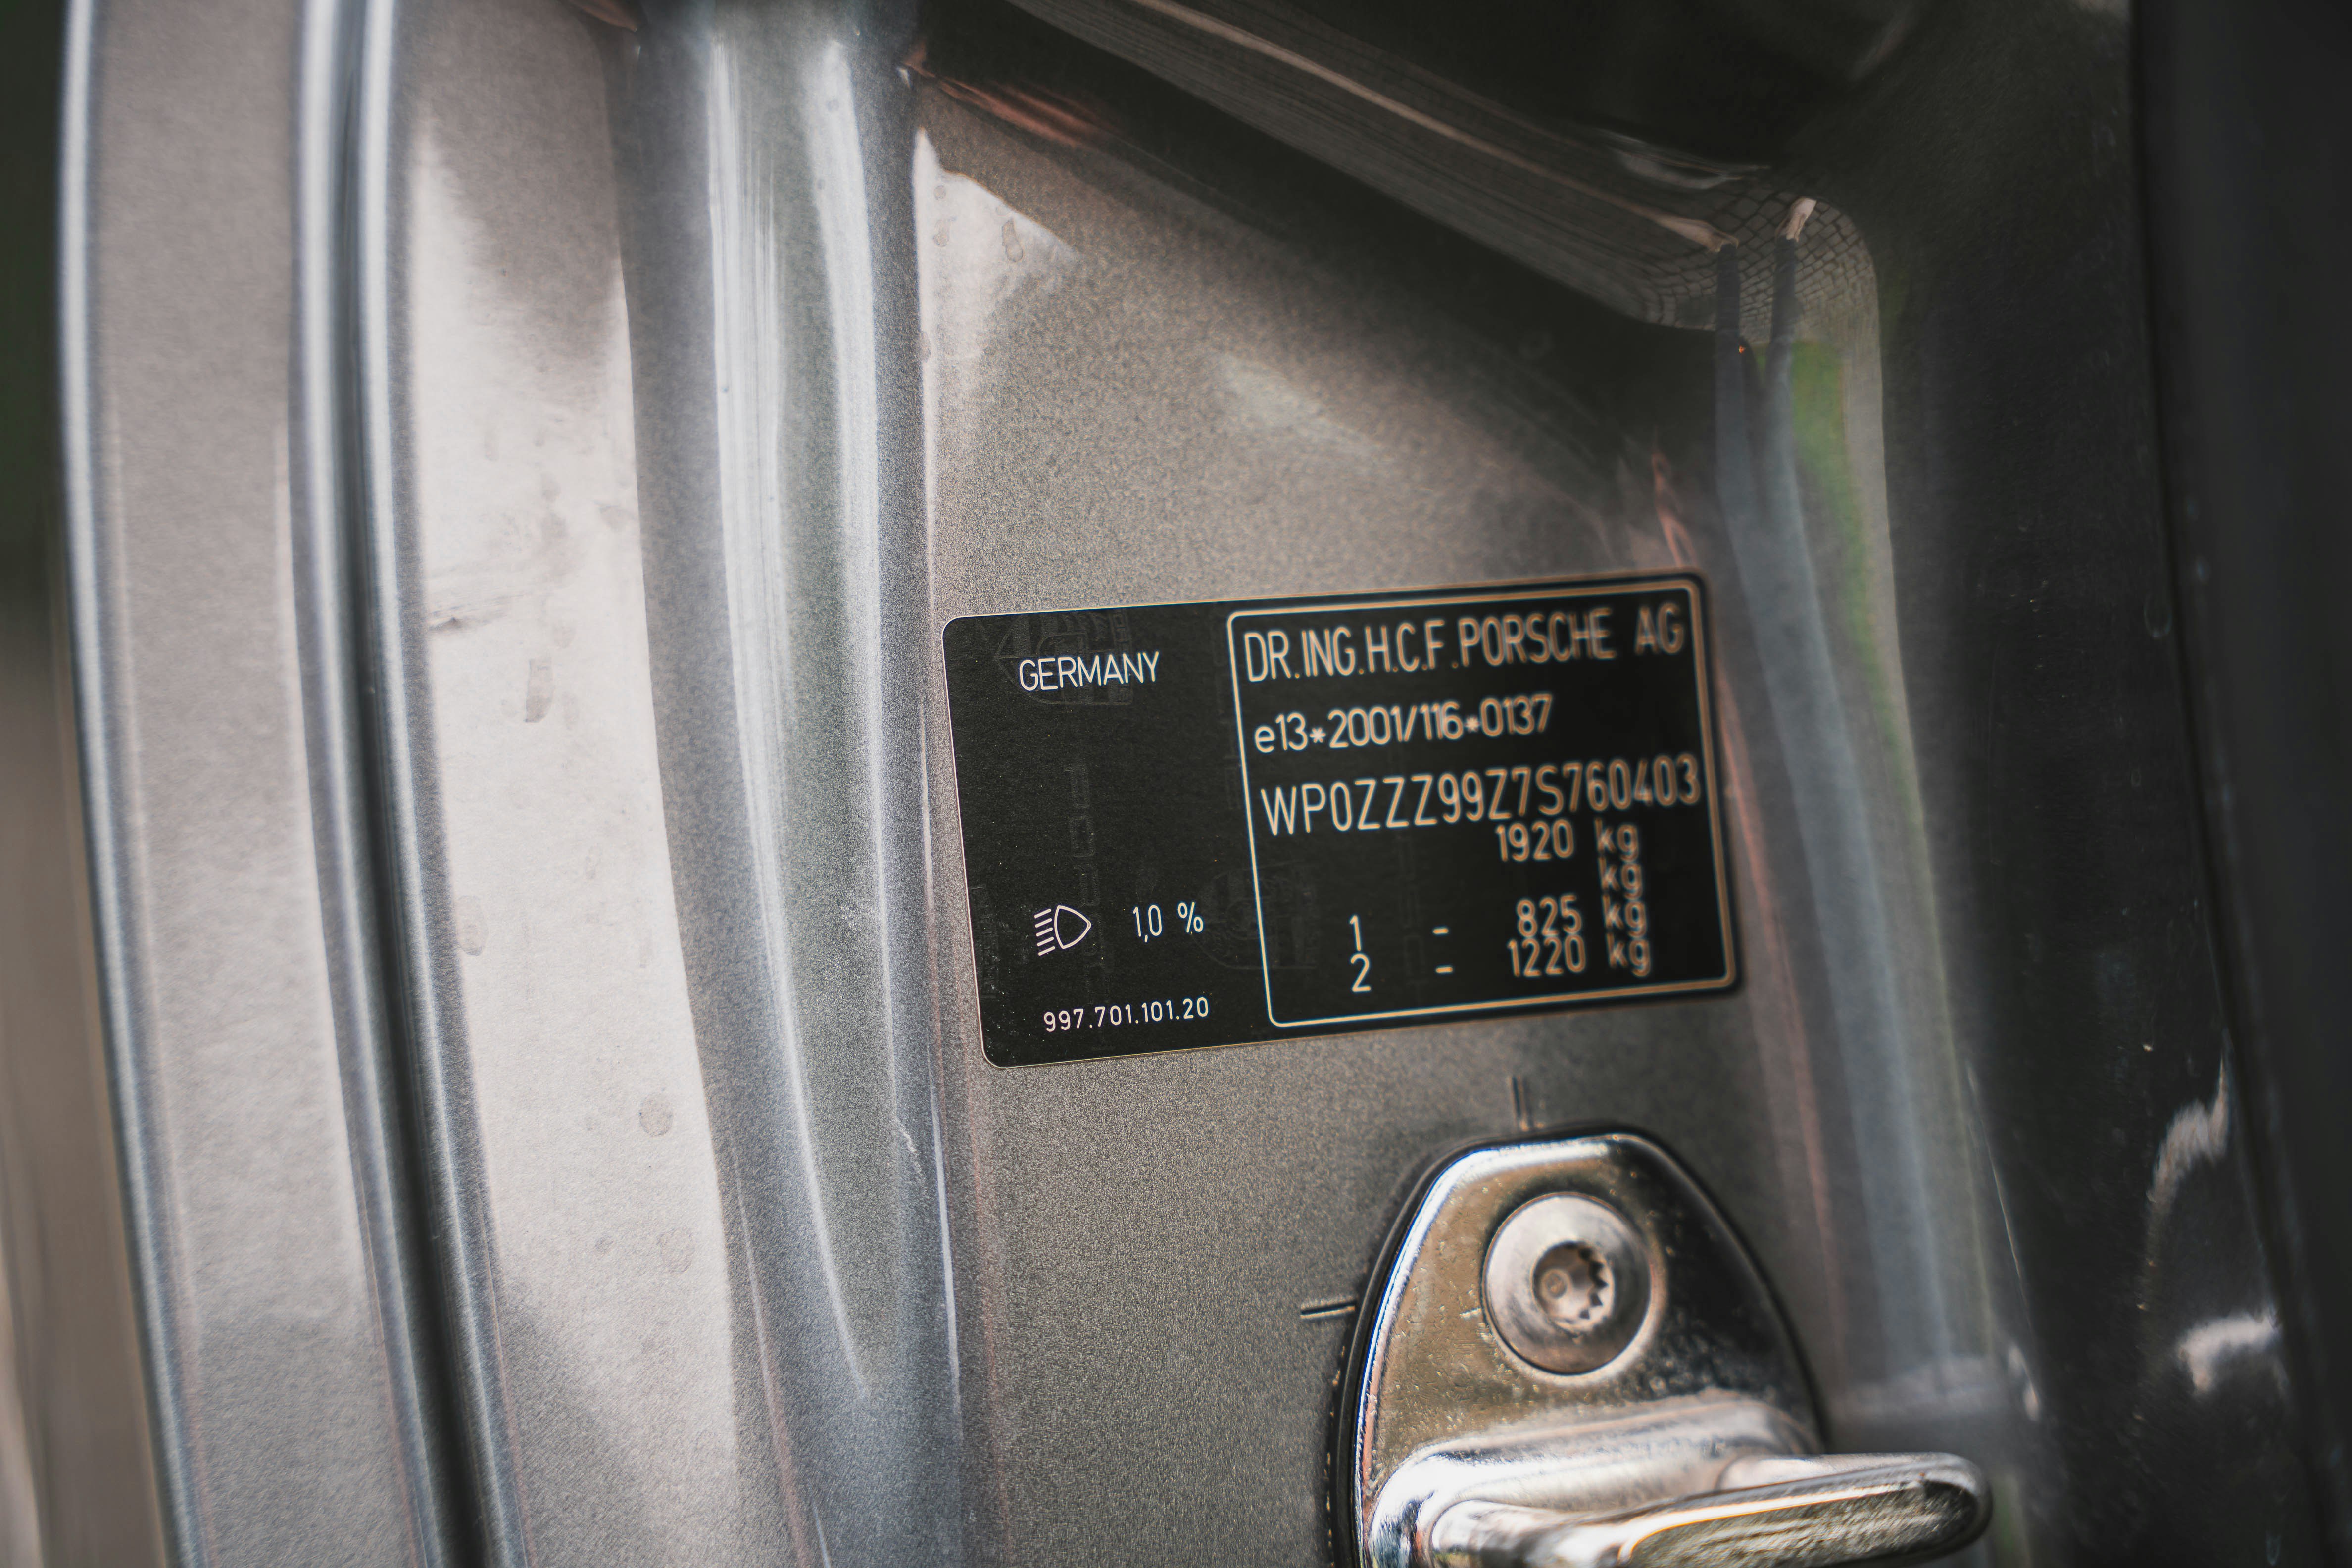 GERMANY
1,0 %
997.701.101.20
DR.ING.H.C.F.PORSCHE AG
e13*2001/116*0137
WP0ZZZ99Z7S760403
1920 kg
kg
1 - 825 kg
2 - 1220 kg